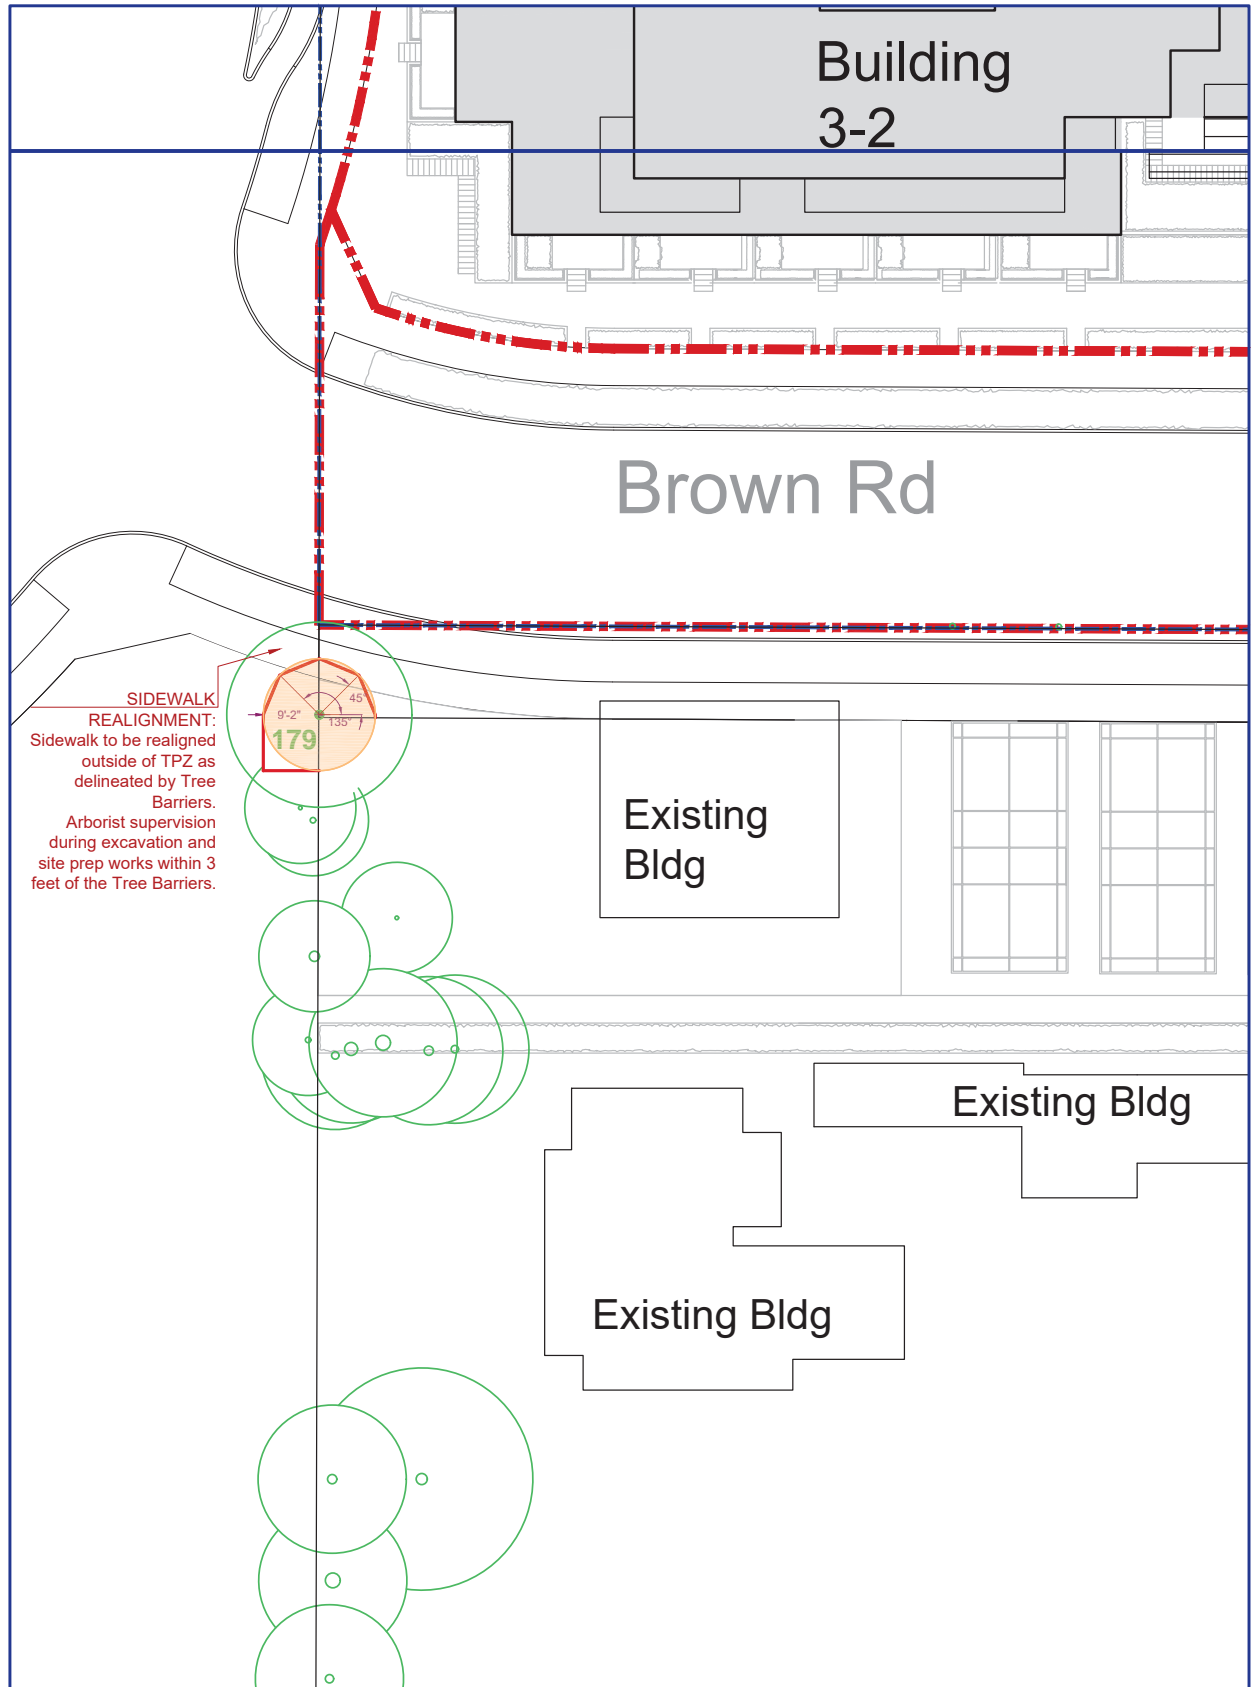 Building
3-2
Brown Rd
SIDEWALK
REALIGNMENT:
Sidewalk to be realigned
outside of TPZ as
delineated by Tree
Barriers.
Arborist supervision
during excavation and
site prep works within 3
feet of the Tree Barriers.
45°
9'-2"
135°
179
Existing
Bldg
Existing Bldg
Existing Bldg